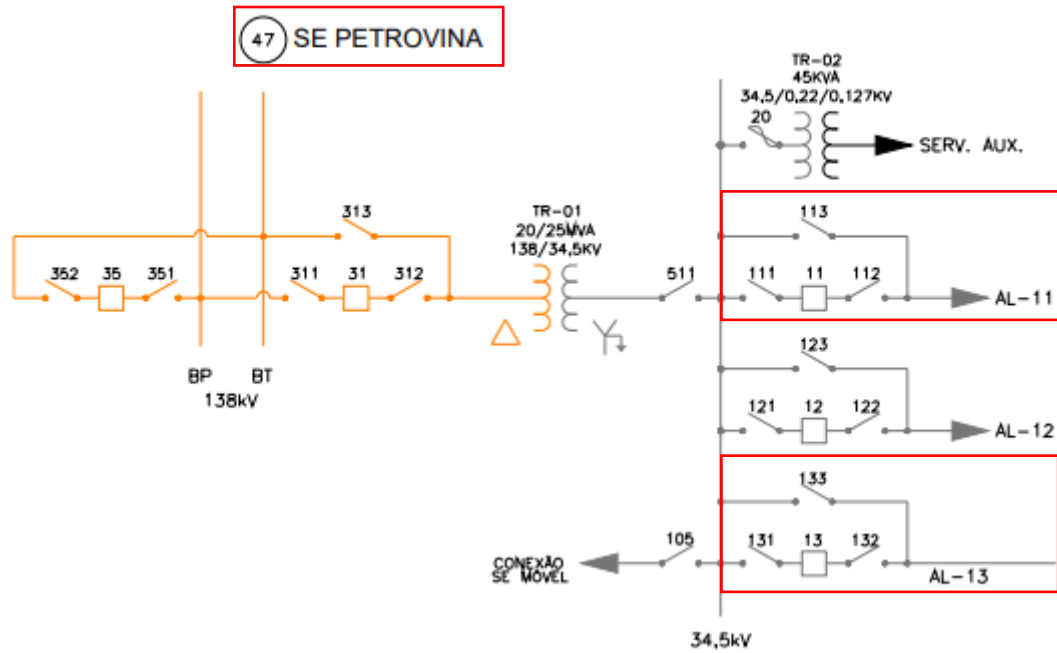 47 SE PETROVINA
TR-02
45KVA
34.5/0.22/0.127KV
20
SERV. AUX.
313
TR-01
20/25MVA
138/34,5KV
113
352 35 351 311 31 312
511
111 11 112
AL-11
BP BT
138kV
123
121 12 122
AL-12
133
105
131 13 132
CONEXÃO
SE MÓVEL
AL-13
34,5kV